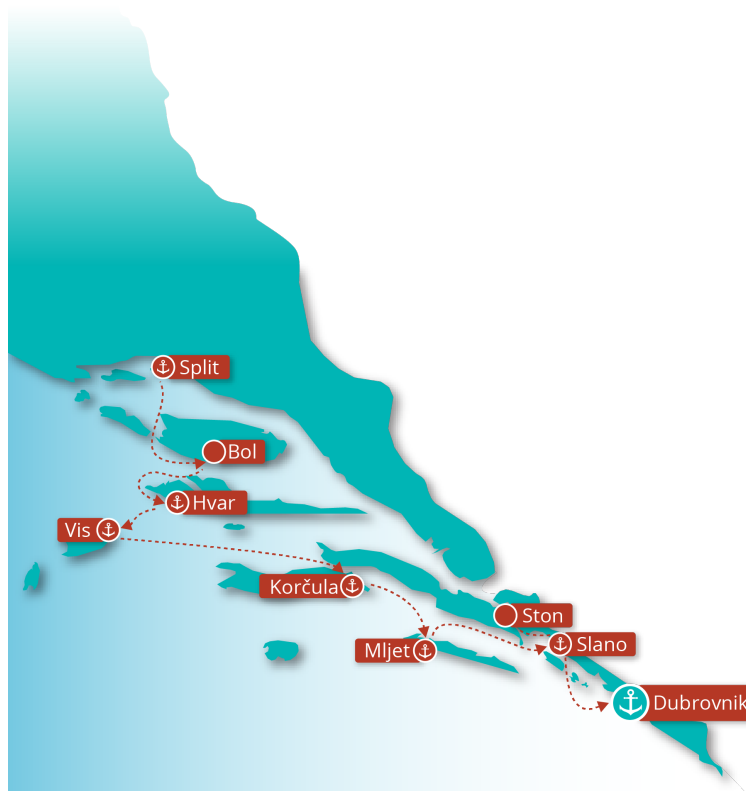 Split
Bol
Hvar
Vis
Korčula
Ston
Mljet
Slano
Dubrovnik